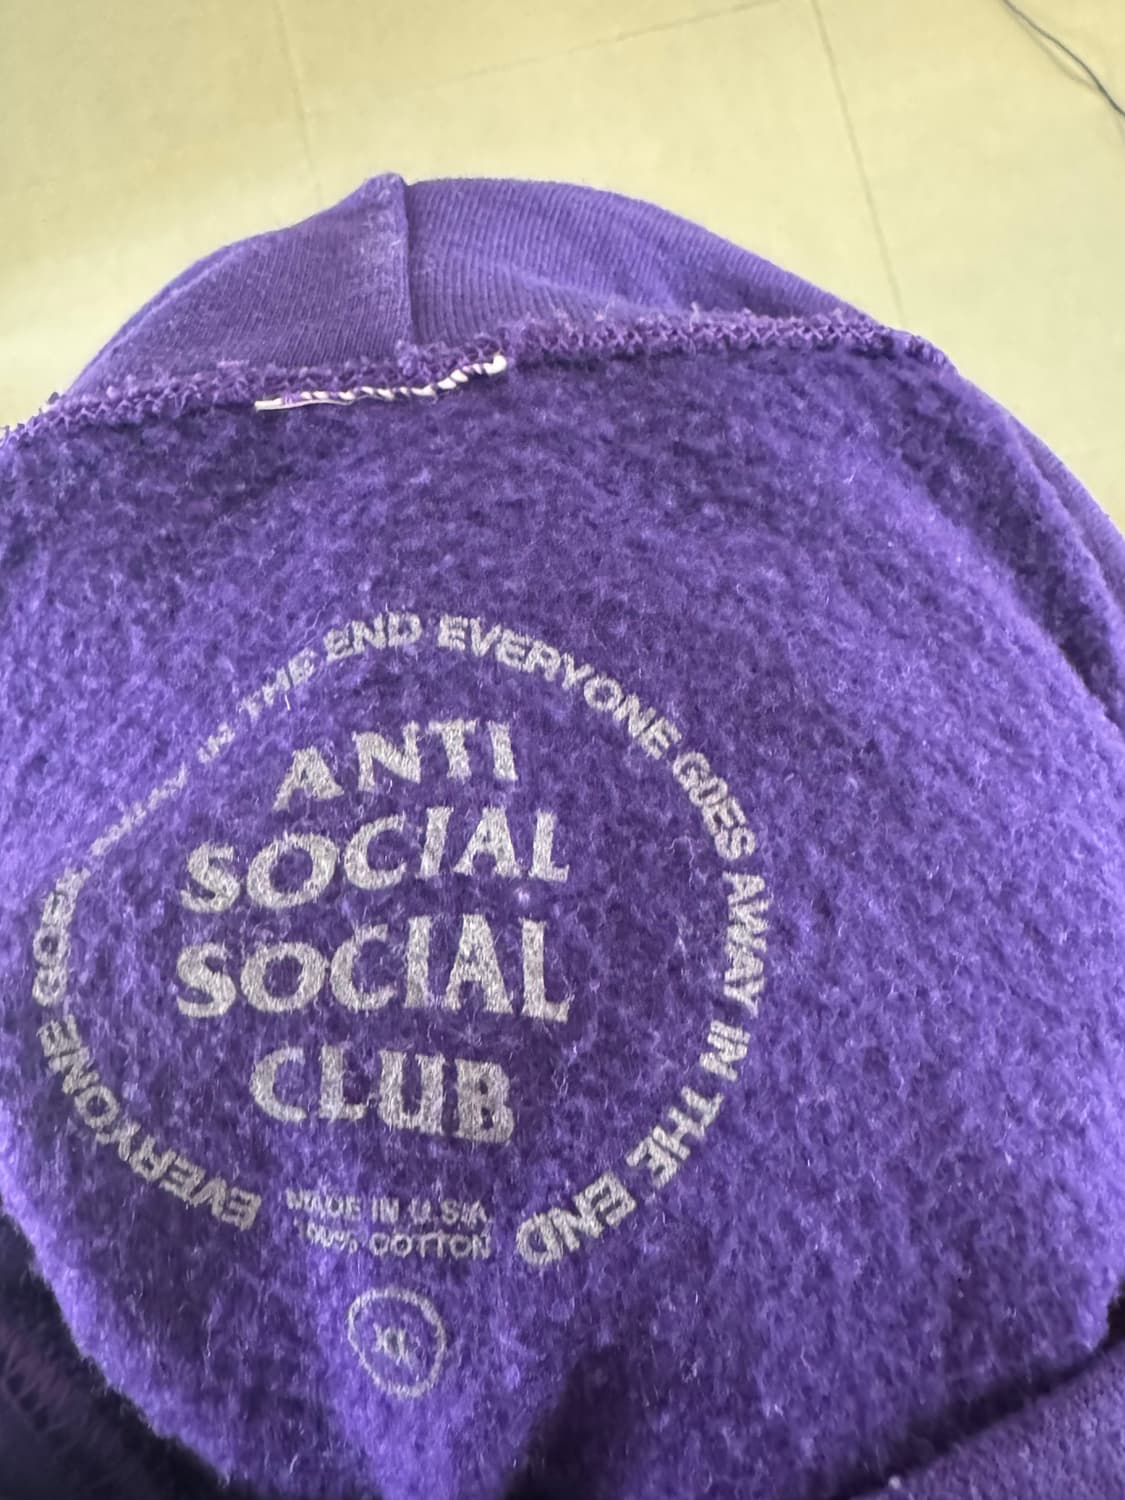 EVERYONE GOES AWAY IN THE END EVERYONE GOES AWAY IN THE END
ANTI
SOCIAL
SOCIAL
CLUB
MADE IN U.S.A.
100% COTTON
XL